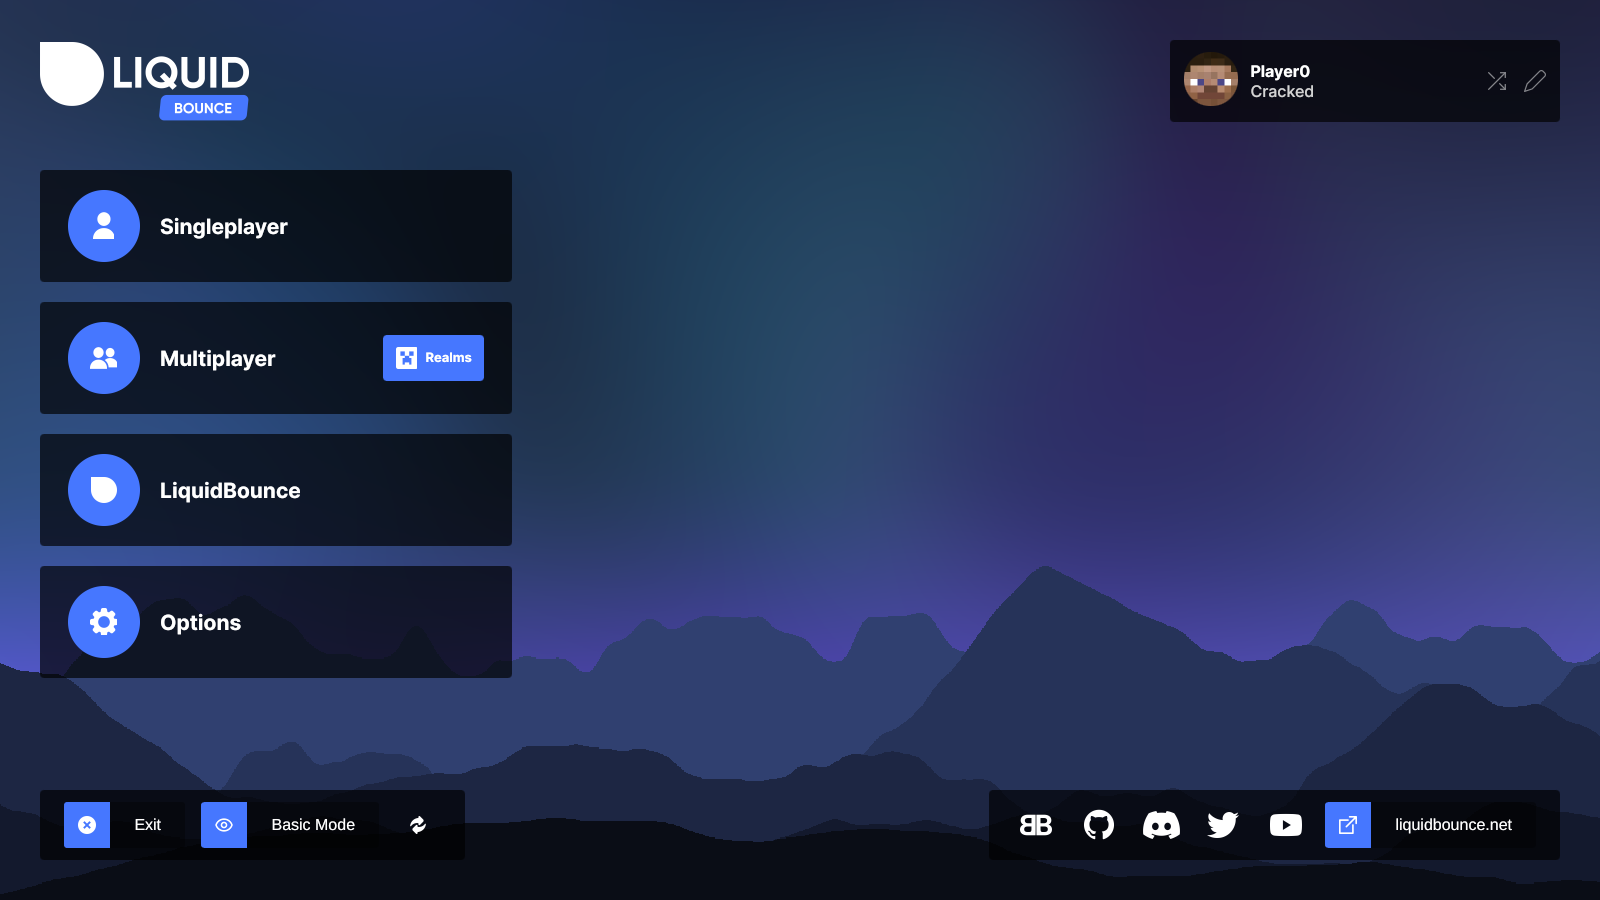 LIQUID
BOUNCE
Player0
Cracked
Singleplayer
Multiplayer
Realms
LiquidBounce
Options
Exit
Basic Mode
liquidbounce.net